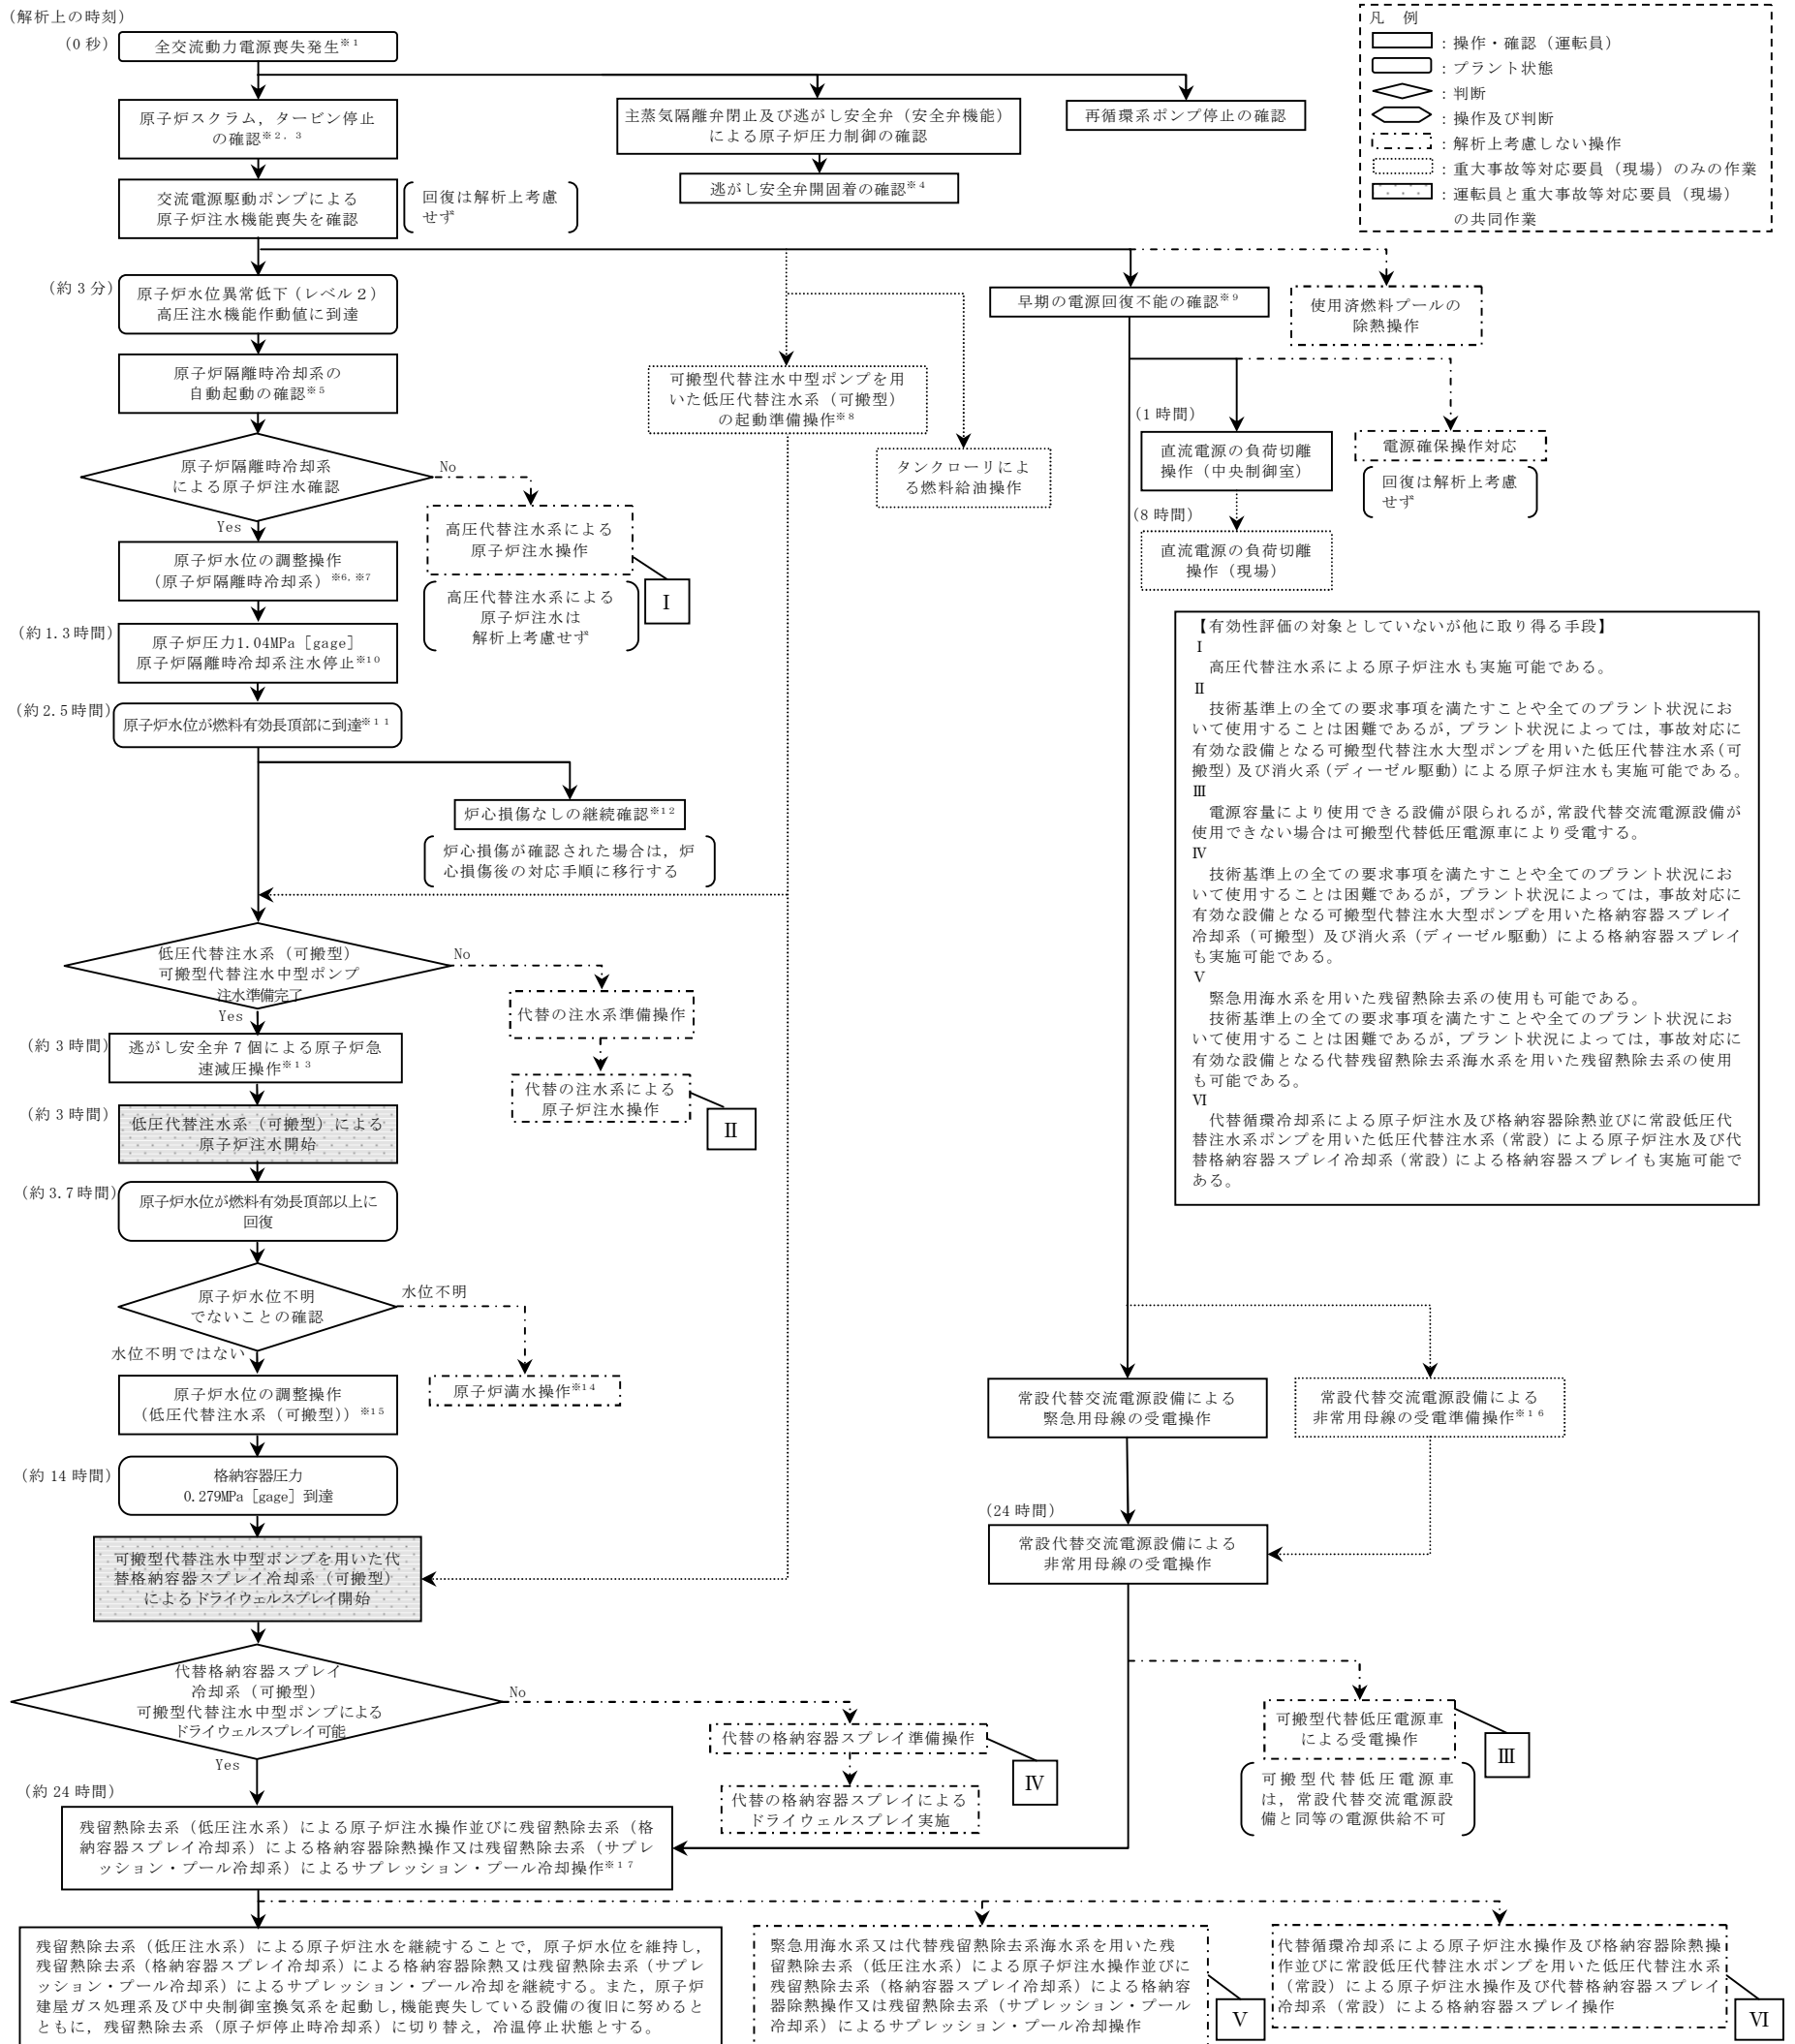 (解析上の時刻)
(0 秒)
全交流動力電源喪失発生※1
原子炉スクラム，タービン停止
の確認※2，3
主蒸気隔離弁閉止及び逃がし安全弁（安全弁機能）
による原子炉圧力制御の確認
再循環系ポンプ停止の確認
逃がし安全弁開固着の確認※4
交流電源駆動ポンプによる
原子炉注水機能喪失を確認
回復は解析上考慮
せず
凡　例
：操作・確認（運転員）
：プラント状態
：判断
：操作及び判断
：解析上考慮しない操作
：重大事故等対応要員（現場）のみの作業
：運転員と重大事故等対応要員（現場）
の共同作業
(約 3 分)
原子炉水位異常低下（レベル２）
高圧注水機能作動値に到達
早期の電源回復不能の確認※9
使用済燃料プールの
除熱操作
原子炉隔離時冷却系の
自動起動の確認※5
可搬型代替注水中型ポンプを用
いた低圧代替注水系（可搬型）
の起動準備操作※8
タンクローリによ
る燃料給油操作
(1 時間)
直流電源の負荷切離
操作（中央制御室）
電源確保操作対応
回復は解析上考慮
せず
(8 時間)
直流電源の負荷切離
操作（現場）
原子炉隔離時冷却系
による原子炉注水確認
No
Yes
高圧代替注水系による
原子炉注水操作
Ⅰ
高圧代替注水系による
原子炉注水は
解析上考慮せず
原子炉水位の調整操作
（原子炉隔離時冷却系）※6，※7
(約 1.3 時間)
原子炉圧力1.04MPa［gage］
原子炉隔離時冷却系注水停止※10
(約 2.5 時間)
原子炉水位が燃料有効長頂部に到達※11
炉心損傷なしの継続確認※12
炉心損傷が確認された場合は，炉
心損傷後の対応手順に移行する
【有効性評価の対象としていないが他に取り得る手段】
Ⅰ
高圧代替注水系による原子炉注水も実施可能である。
Ⅱ
技術基準上の全ての要求事項を満たすことや全てのプラント状況にお
いて使用することは困難であるが，プラント状況によっては，事故対応に
有効な設備となる可搬型代替注水大型ポンプを用いた低圧代替注水系（可
搬型）及び消火系（ディーゼル駆動）による原子炉注水も実施可能である。
Ⅲ
電源容量により使用できる設備が限られるが，常設代替交流電源設備が
使用できない場合は可搬型代替低圧電源車により受電する。
Ⅳ
技術基準上の全ての要求事項を満たすことや全てのプラント状況にお
いて使用することは困難であるが，プラント状況によっては，事故対応に
有効な設備となる可搬型代替注水大型ポンプを用いた格納容器スプレイ
冷却系（可搬型）及び消火系（ディーゼル駆動）による格納容器スプレイ
も実施可能である。
Ⅴ
緊急用海水系を用いた残留熱除去系の使用も可能である。
技術基準上の全ての要求事項を満たすことや全てのプラント状況にお
いて使用することは困難であるが，プラント状況によっては，事故対応に
有効な設備となる代替残留熱除去系海水系を用いた残留熱除去系の使用
も可能である。
Ⅵ
代替循環冷却系による原子炉注水及び格納容器除熱並びに常設低圧代
替注水系ポンプを用いた低圧代替注水系（常設）による原子炉注水及び代
替格納容器スプレイ冷却系（常設）による格納容器スプレイも実施可能で
ある。
低圧代替注水系（可搬型）
可搬型代替注水中型ポンプ
注水準備完了
No
Yes
代替の注水系準備操作
代替の注水系による
原子炉注水操作
Ⅱ
(約 3 時間)
逃がし安全弁７個による原子炉急
速減圧操作※13
(約 3 時間)
低圧代替注水系（可搬型）による
原子炉注水開始
(約 3.7 時間)
原子炉水位が燃料有効長頂部以上に
回復
原子炉水位不明
でないことの確認
水位不明
水位不明ではない
原子炉満水操作※14
原子炉水位の調整操作
（低圧代替注水系（可搬型））※15
常設代替交流電源設備による
緊急用母線の受電操作
常設代替交流電源設備による
非常用母線の受電準備操作※16
(約 14 時間)
格納容器圧力
0.279MPa［gage］到達
(24 時間)
常設代替交流電源設備による
非常用母線の受電操作
可搬型代替注水中型ポンプを用いた代
替格納容器スプレイ冷却系（可搬型）
によるドライウェルスプレイ開始
代替格納容器スプレイ
冷却系（可搬型）
可搬型代替注水中型ポンプによる
ドライウェルスプレイ可能
No
Yes
代替の格納容器スプレイ準備操作
Ⅳ
代替の格納容器スプレイによる
ドライウェルスプレイ実施
可搬型代替低圧電源車
による受電操作
Ⅲ
可搬型代替低圧電源車
は，常設代替交流電源設
備と同等の電源供給不可
(約 24 時間)
残留熱除去系（低圧注水系）による原子炉注水操作並びに残留熱除去系（格
納容器スプレイ冷却系）による格納容器除熱操作又は残留熱除去系（サプレ
ッション・プール冷却系）によるサプレッション・プール冷却操作※17
残留熱除去系（低圧注水系）による原子炉注水を継続することで，原子炉水位を維持し，
残留熱除去系（格納容器スプレイ冷却系）による格納容器除熱又は残留熱除去系（サプレ
ッション・プール冷却系）によるサプレッション・プール冷却を継続する。また，原子炉
建屋ガス処理系及び中央制御室換気系を起動し，機能喪失している設備の復旧に努めると
ともに，残留熱除去系（原子炉停止時冷却系）に切り替え，冷温停止状態とする。
緊急用海水系又は代替残留熱除去系海水系を用いた残
留熱除去系（低圧注水系）による原子炉注水操作並びに
残留熱除去系（格納容器スプレイ冷却系）による格納容
器除熱操作又は残留熱除去系（サプレッション・プール
冷却系）によるサプレッション・プール冷却操作
Ⅴ
代替循環冷却系による原子炉注水操作及び格納容器除熱操
作並びに常設低圧代替注水ポンプを用いた低圧代替注水系
（常設）による原子炉注水操作及び代替格納容器スプレイ
冷却系（常設）による格納容器スプレイ操作
Ⅵ